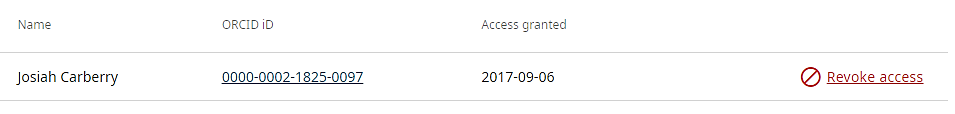 Name ORCID iD Access granted
Josiah Carberry 0000-0002-1825-0097 2017-09-06 Revoke access